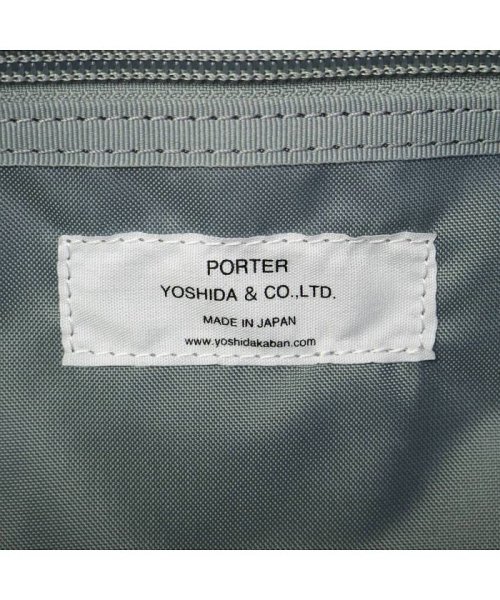 PORTER
YOSHIDA & CO.,LTD.
MADE IN JAPAN
www.yoshidakaban.com